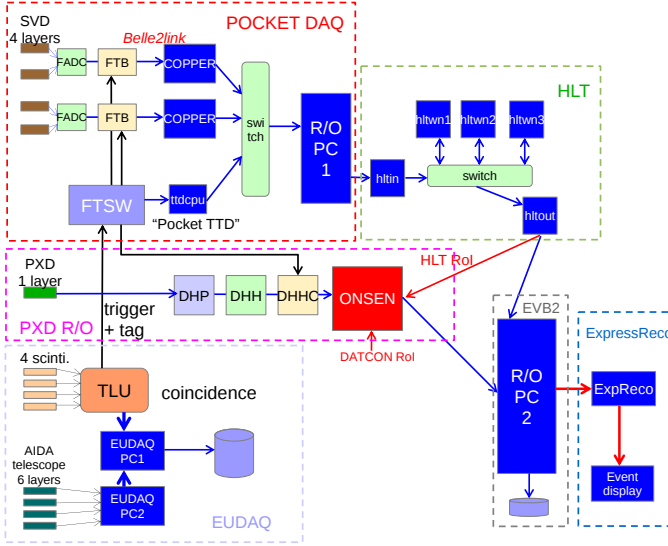 SVD
4 layers
Belle2link
POCKET DAQ
FADC
FTB
COPPER
FADC
FTB
COPPER
swi
tch
R/O
PC
1
HLT
hltwn1
hltwn2
hltwn3
hltin
switch
hltout
FTSW
ttdcpu
“Pocket TTD”
PXD
1 layer
DHP
DHH
DHHC
ONSEN
HLT RoI
trigger
+ tag
PXD R/O
DATCON RoI
EVB2
ExpressReco
R/O
PC
2
ExpReco
Event
display
4 scinti.
TLU
coincidence
AIDA
telescope
6 layers
EUDAQ
PC1
EUDAQ
PC2
EUDAQ